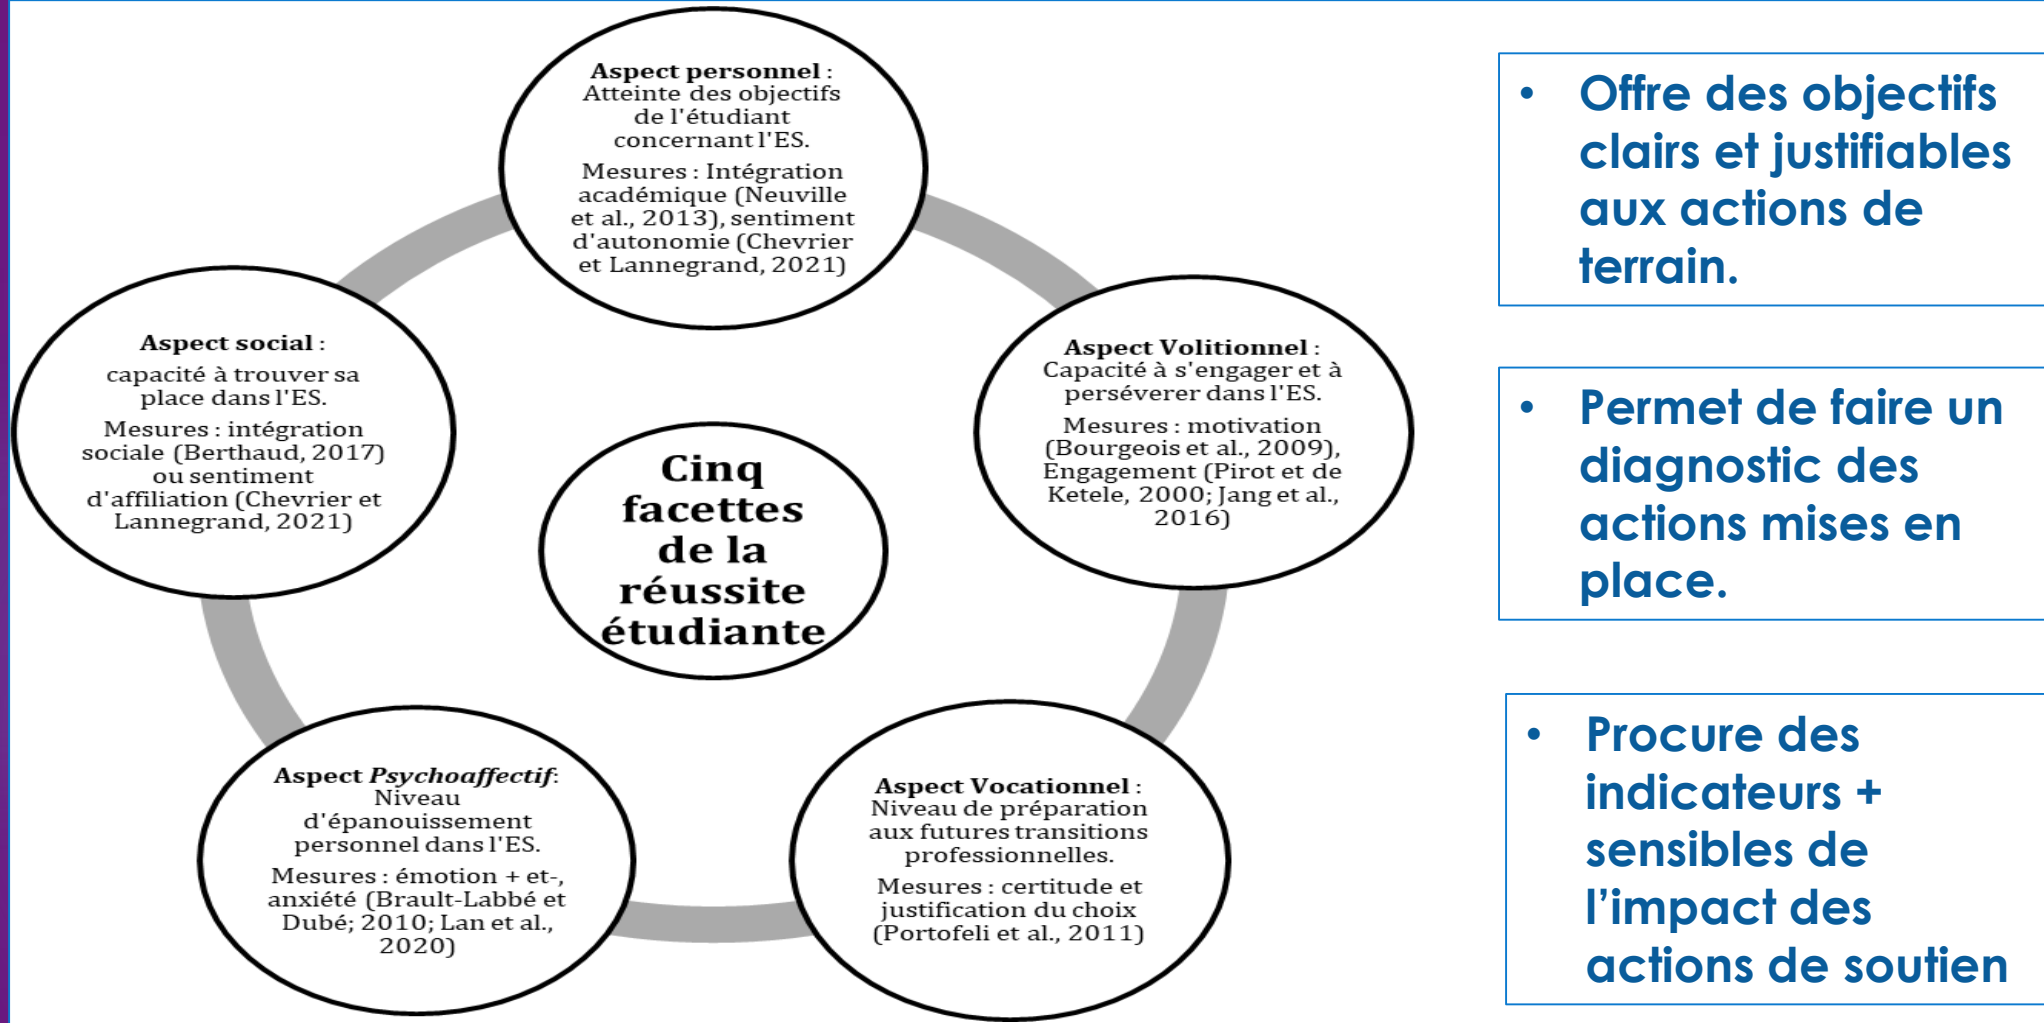 Aspect personnel :
Atteinte des objectifs
de l'étudiant
concernant l'ES.
Mesures : Intégration
académique (Neuville
et al., 2013), sentiment
d'autonomie (Chevrier
et Lannegrand, 2021)
Aspect Volitionnel :
Capacité à s'engager et à
perséverer dans l'ES.
Mesures : motivation
(Bourgeois et al., 2009),
Engagement (Pirot et de
Ketele, 2000; Jang et al.,
2016)
Aspect Vocationnel :
Niveau de préparation
aux futures transitions
professionnelles.
Mesures : certitude et
justification du choix
(Portofeli et al., 2011)
Aspect Psychoaffectif:
Niveau
d'épanouissement
personnel dans l'ES.
Mesures : émotion + et-,
anxiété (Brault-Labbé et
Dubé; 2010; Lan et al.,
2020)
Aspect social :
capacité à trouver sa
place dans l'ES.
Mesures : intégration
sociale (Berthaud, 2017)
ou sentiment
d'affiliation (Chevrier et
Lannegrand, 2021)
Cinq
facettes
de la
réussite
étudiante
• Offre des objectifs
clairs et justifiables
aux actions de
terrain.
• Permet de faire un
diagnostic des
actions mises en
place.
• Procure des
indicateurs +
sensibles de
l’impact des
actions de soutien